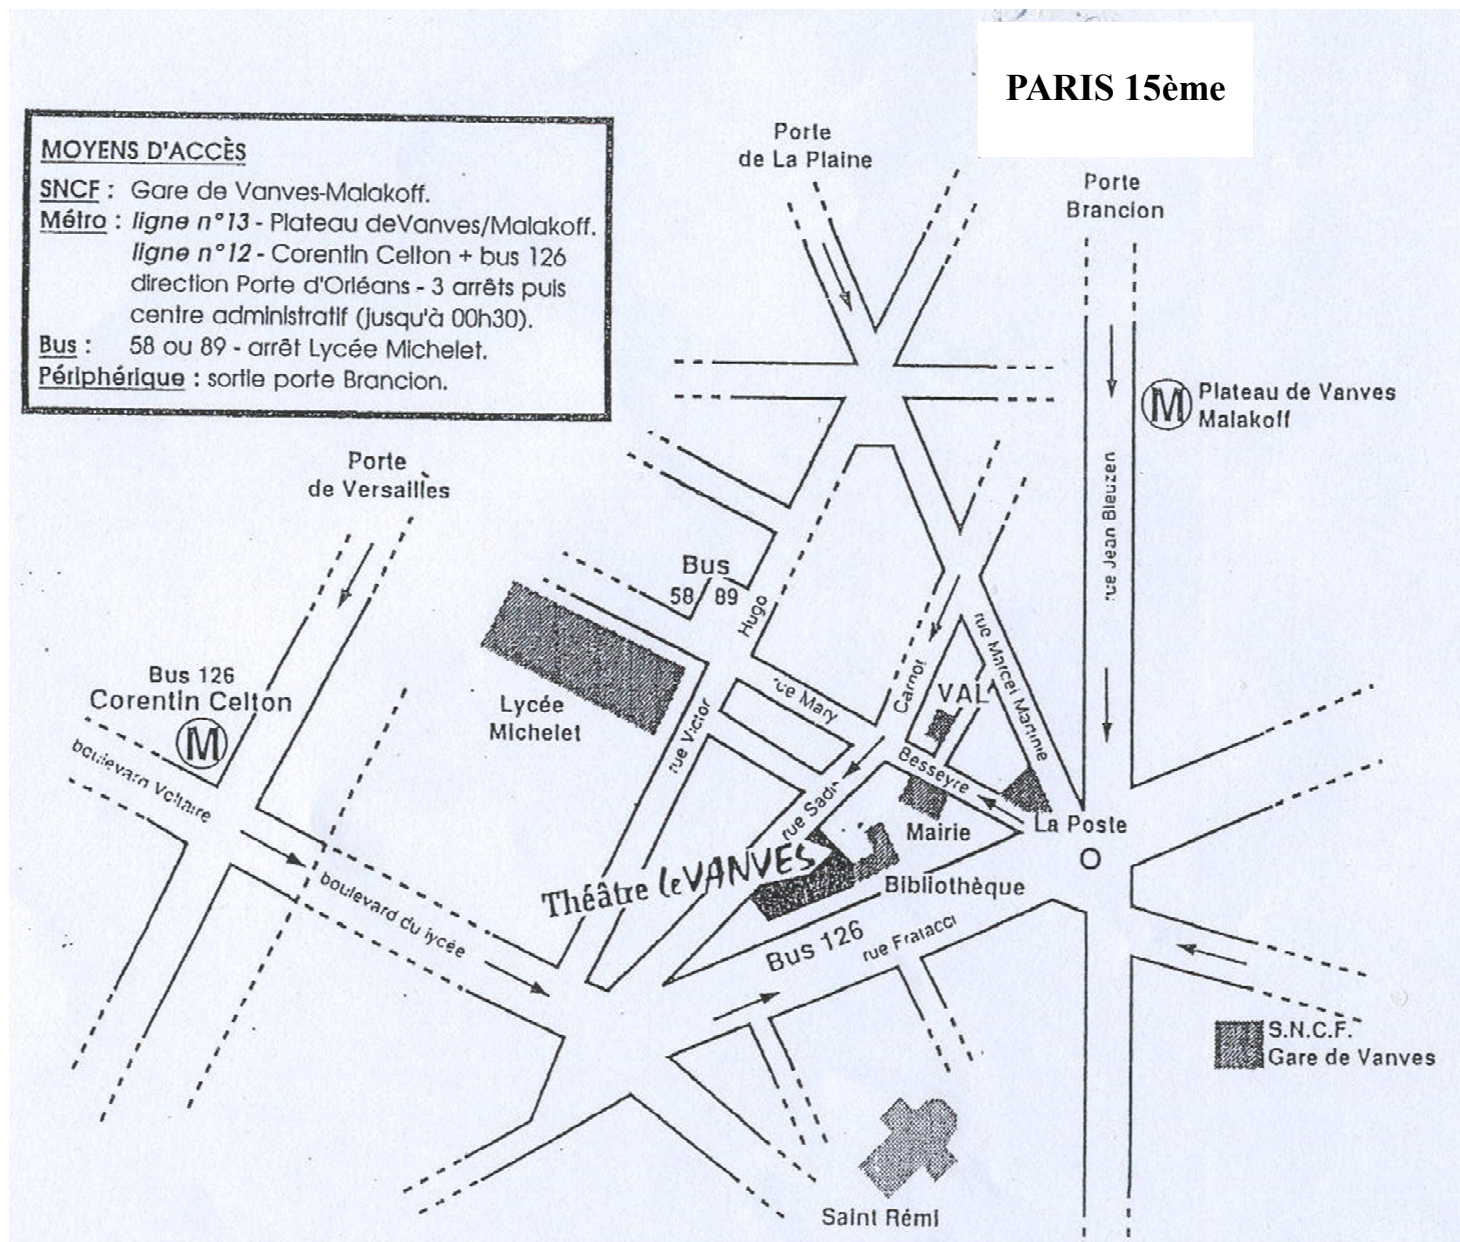 PARIS 15ème
MOYENS D'ACCÈS
SNCF : Gare de Vanves-Malakoff.
Métro : ligne n°13 - Plateau deVanves/Malakoff.
ligne n°12 - Corentin Celton + bus 126
direction Porte d'Orléans - 3 arrêts puis
centre administratif (jusqu'à 00h30).
Bus : 58 ou 89 - arrêt Lycée Michelet.
Périphérique : sortie porte Brancion.
Porte
de La Plaine
Porte
Brancion
Plateau de Vanves
Malakoff
M
rue Jean Bleuzen
Porte
de Versailles
Bus
58 89
Hugo
rue Victor
Lycée
Michelet
Bus 126
Corentin Celton
M
boulevard Voltaire
boulevard du lycée
rue Mary
Besseyre
Carnot
rue Sadi
VAL
rue Marcel Martinie
Mairie
La Poste
O
Théâtre le VANVES
Bibliothèque
Bus 126
rue Fratacci
S.N.C.F.
Gare de Vanves
Saint Rémi